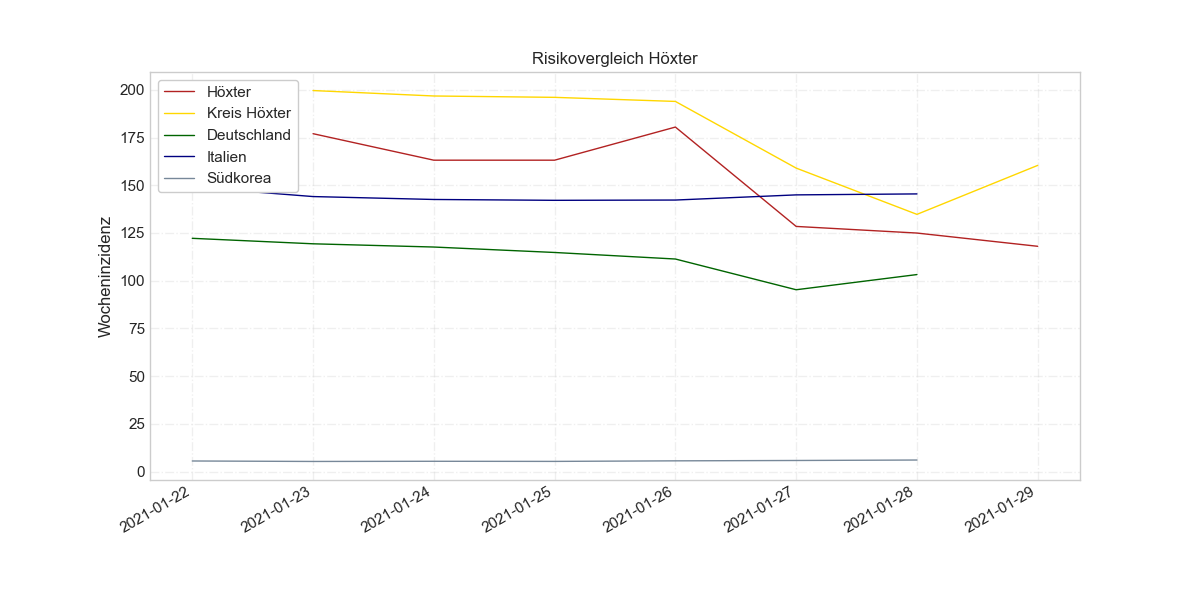 Risikovergleich Höxter
Höxter
Kreis Höxter
Deutschland
Italien
Südkorea
Wocheninzidenz
200
175
150
125
100
75
50
25
0
2021-01-22
2021-01-23
2021-01-24
2021-01-25
2021-01-26
2021-01-27
2021-01-28
2021-01-29